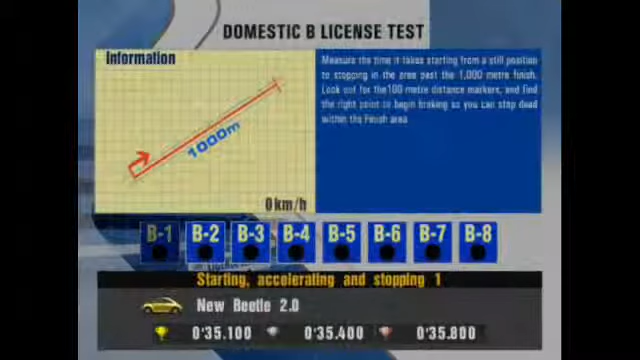 DOMESTIC B LICENSE TEST
Information
Measure the time it takes starting from a still position
to stopping in the area past the 1,000 metre finish.
Look out for the100 metre distance markers, and find
the right point to begin braking so you can stop dead
within the Finish area
1000m
0km/h
B-1 B-2 B-3 B-4 B-5 B-6 B-7 B-8
Starting, accelerating and stopping 1
New Beetle 2.0
0'35.100 0'35.400 0'35.800